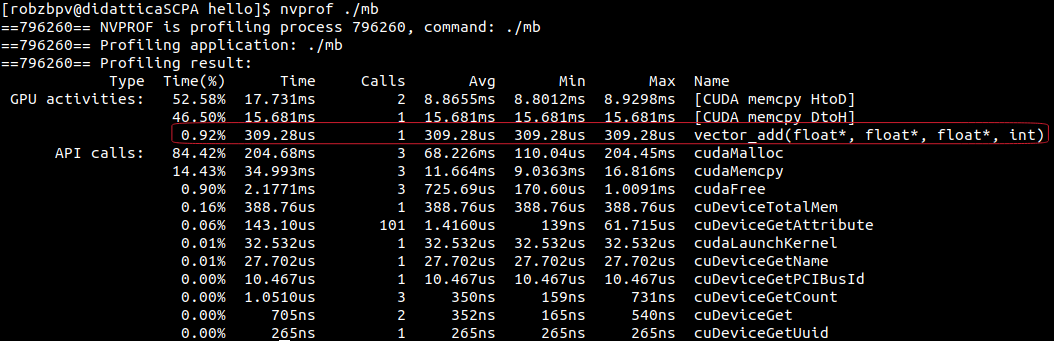 [robzbpv@didatticaSCPA hello]$ nvprof ./mb
==796260== NVPROF is profiling process 796260, command: ./mb
==796260== Profiling application: ./mb
==796260== Profiling result:
Type Time(%) Time Calls Avg Min Max Name
GPU activities: 52.58% 17.731ms 2 8.8655ms 8.8012ms 8.9298ms [CUDA memcpy HtoD]
46.50% 15.681ms 1 15.681ms 15.681ms 15.681ms [CUDA memcpy DtoH]
0.92% 309.28us 1 309.28us 309.28us 309.28us vector_add(float*, float*, float*, int)
API calls: 84.42% 204.68ms 3 68.226ms 110.04us 204.45ms cudaMalloc
14.43% 34.993ms 3 11.664ms 9.0363ms 16.816ms cudaMemcpy
0.90% 2.1771ms 3 725.69us 170.60us 1.0091ms cudaFree
0.16% 388.76us 1 388.76us 388.76us 388.76us cuDeviceTotalMem
0.06% 143.10us 101 1.4160us 139ns 61.715us cuDeviceGetAttribute
0.01% 32.532us 1 32.532us 32.532us 32.532us cudaLaunchKernel
0.01% 27.702us 1 27.702us 27.702us 27.702us cuDeviceGetName
0.00% 10.467us 1 10.467us 10.467us 10.467us cuDeviceGetPCIBusId
0.00% 1.0510us 3 350ns 159ns 731ns cuDeviceGetCount
0.00% 705ns 2 352ns 165ns 540ns cuDeviceGet
0.00% 265ns 1 265ns 265ns 265ns cuDeviceGetUuid